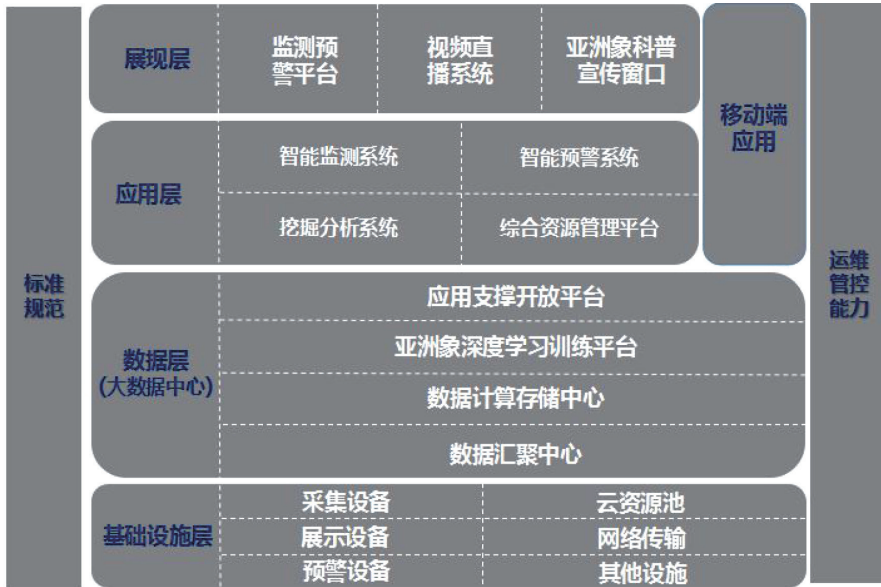 标准
规范
展现层
监测预
警平台
视频直
播系统
亚洲象科普
宣传窗口
移动端
应用
应用层
智能监测系统
智能预警系统
挖掘分析系统
综合资源管理平台
数据层
(大数据中心)
应用支撑开放平台
亚洲象深度学习训练平台
数据计算存储中心
数据汇聚中心
基础设施层
采集设备
云资源池
展示设备
网络传输
预警设备
其他设施
运维
管控
能力